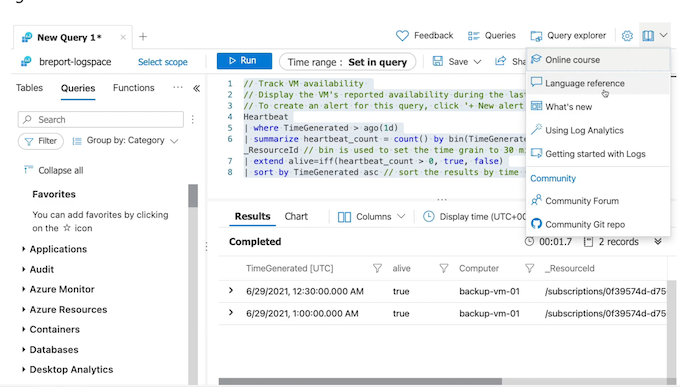 New Query 1*
Feedback
Queries
Query explorer
breport-logspace
Select scope
Run
Time range : Set in query
Save
Sha
Online course
Language reference
What's new
Using Log Analytics
Getting started with Logs
Community
Community Forum
Community Git repo
Tables
Queries
Functions
Search
Filter
Group by: Category
Collapse all
Favorites
You can add favorites by clicking
on the ☆ icon
Applications
Audit
Azure Monitor
Azure Resources
Containers
Databases
Desktop Analytics
1 // Track VM availability
2 // Display the VM's reported availability during the last
3 // To create an alert for this query, click '+ New alert
4 Heartbeat
5 | where TimeGenerated > ago(1d)
6 | summarize heartbeat_count = count() by bin(TimeGenerate
_ResourceId // bin is used to set the time grain to 30 mi
7 | extend alive=iff(heartbeat_count > 0, true, false)
8 | sort by TimeGenerated asc // sort the results by time
Results
Chart
Columns
Display time (UTC+00
Completed
00:01.7
2 records
TimeGenerated [UTC]
alive
Computer
_ResourceId
6/29/2021, 12:30:00.000 AM
true
backup-vm-01
/subscriptions/0f39574d-d75
6/29/2021, 1:00:00.000 AM
true
backup-vm-01
/subscriptions/0f39574d-d75